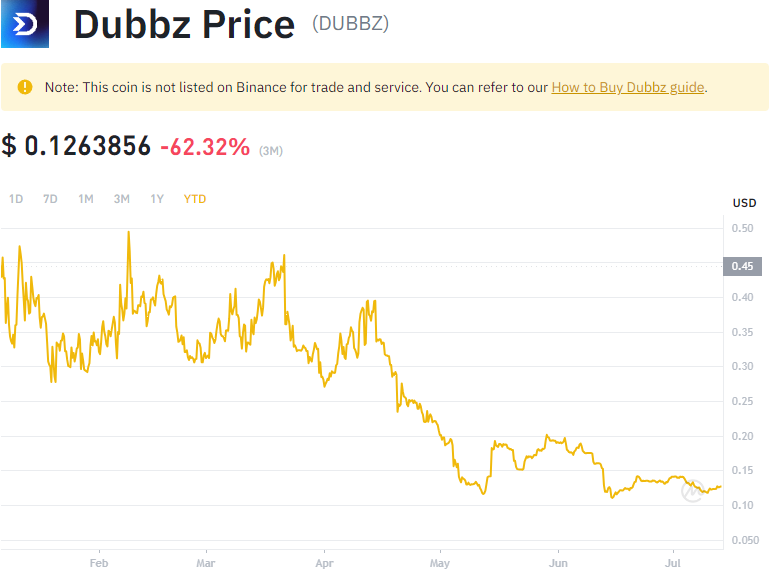 Dubbz Price (DUBBZ)
Note: This coin is not listed on Binance for trade and service. You can refer to our How to Buy Dubbz guide.
$ 0.1263856 -62.32% (3M)
1D 7D 1M 3M 1Y YTD
USD
0.50
0.45
0.40
0.35
0.30
0.25
0.20
0.15
0.10
0.050
Feb Mar Apr May Jun Jul